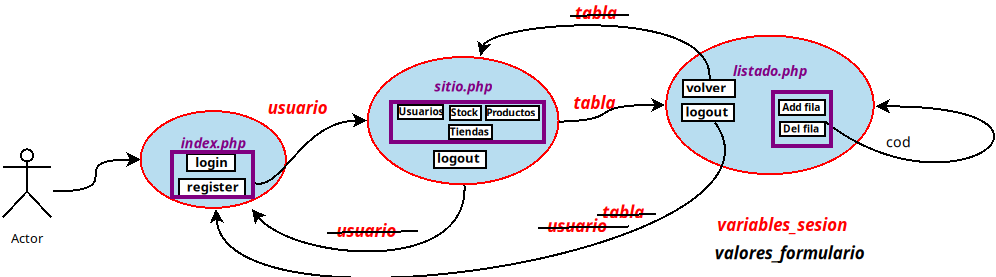 tabla
listado.php
sitio.php
volver
usuario
tabla
Usuarios Stock Productos
Add fila
logout
Tiendas
Del fila
index.php
cod
login
logout
register
tabla
usuario
variables_sesion
usuario
Actor
valores_formulario